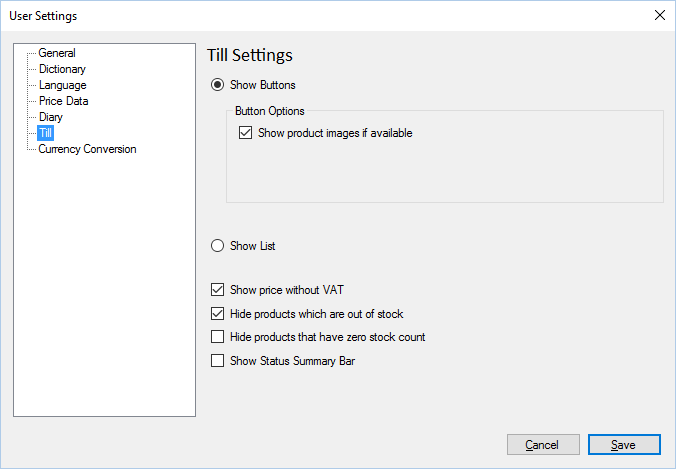 User Settings
General
Dictionary
Language
Price Data
Diary
Till
Currency Conversion
Till Settings
Show Buttons
Button Options
Show product images if available
Show List
Show price without VAT
Hide products which are out of stock
Hide products that have zero stock count
Show Status Summary Bar
Cancel
Save